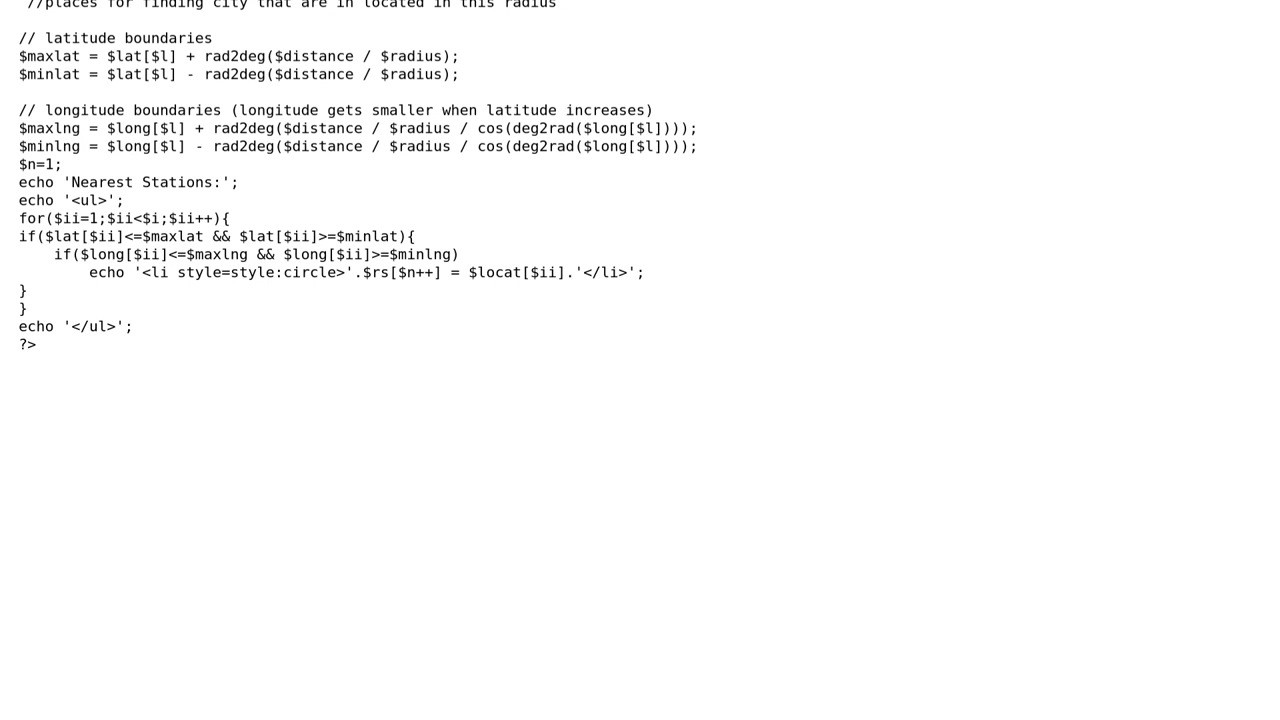 //places for finding city that are in located in this radius
// latitude boundaries
$maxlat = $lat[$l] + rad2deg($distance / $radius);
$minlat = $lat[$l] - rad2deg($distance / $radius);
// longitude boundaries (longitude gets smaller when latitude increases)
$maxlng = $long[$l] + rad2deg($distance / $radius / cos(deg2rad($long[$l])));
$minlng = $long[$l] - rad2deg($distance / $radius / cos(deg2rad($long[$l])));
$n=1;
echo 'Nearest Stations:';
echo '<ul>';
for($ii=1;$ii<$i;$ii++){
if($lat[$ii]<=$maxlat && $lat[$ii]>=$minlat){
    if($long[$ii]<=$maxlng && $long[$ii]>=$minlng)
        echo '<li style=style:circle>'.$rs[$n++] = $locat[$ii].'</li>';
}
}
echo '</ul>';
?>